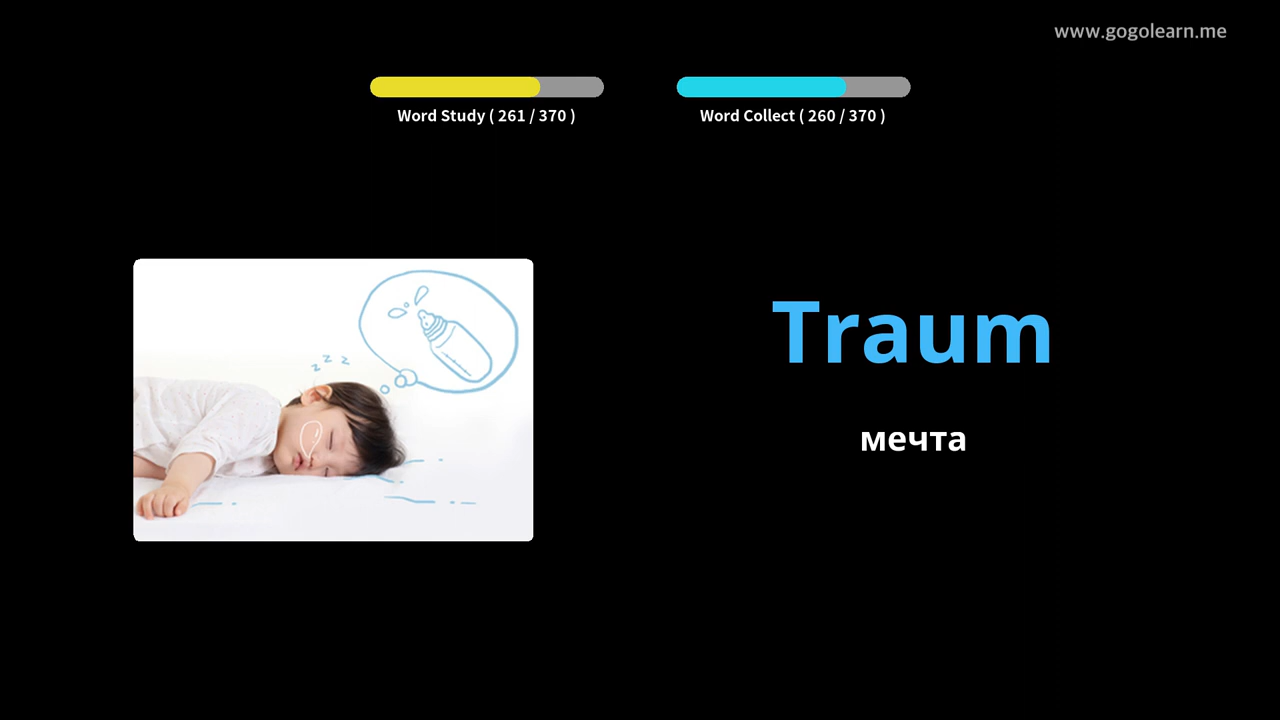 www.gogolearn.me
Word Study ( 261 / 370 )
Word Collect ( 260 / 370 )
z z z
Traum
мечта